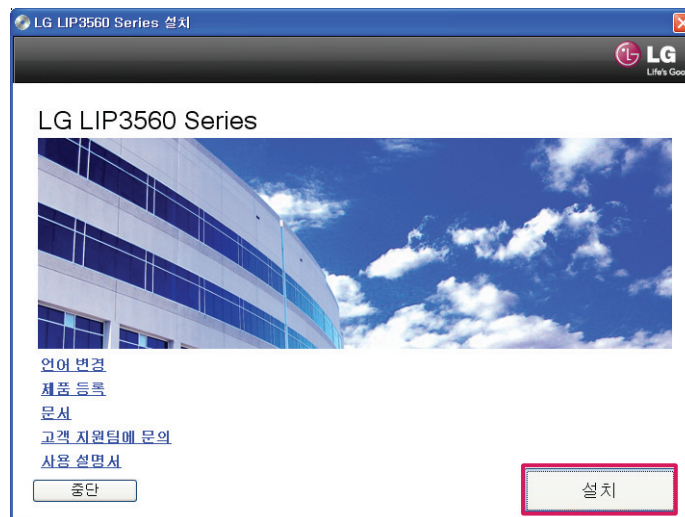 LG LIP3560 Series 설치
LG
Life's Goo
LG LIP3560 Series
언어 변경
제품 등록
문서
고객 지원팀에 문의
사용 설명서
중단
설치